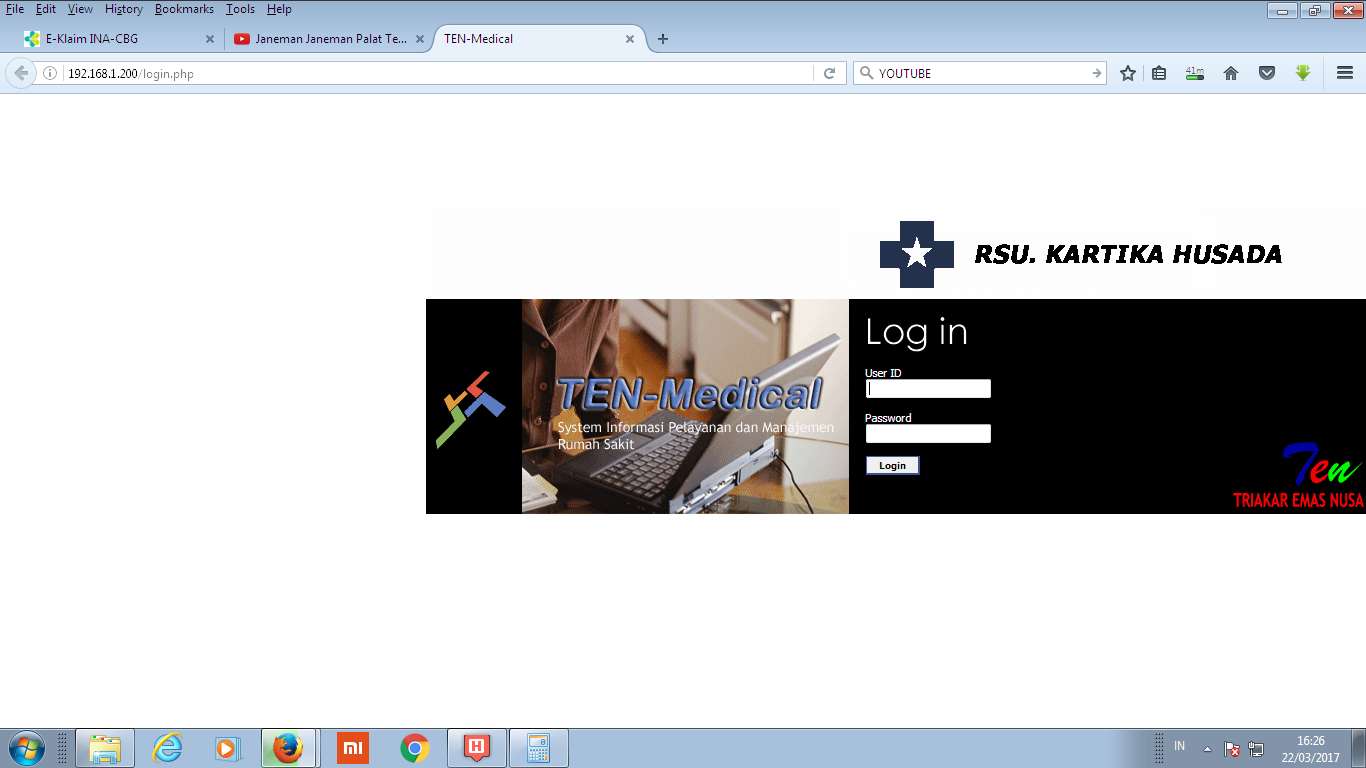 File Edit View History Bookmarks Tools Help
E-Klaim INA-CBG
Janeman Janeman Palat Te...
TEN-Medical
192.168.1.200/login.php
YOUTUBE
41m
RSU. KARTIKA HUSADA
TEN-Medical
System Informasi Pelayanan dan Manajemen
Rumah Sakit
Log in
User ID
Password
Login
Ten
TRIAKAR EMAS NUSA
mi
H
IN
16:26
22/03/2017